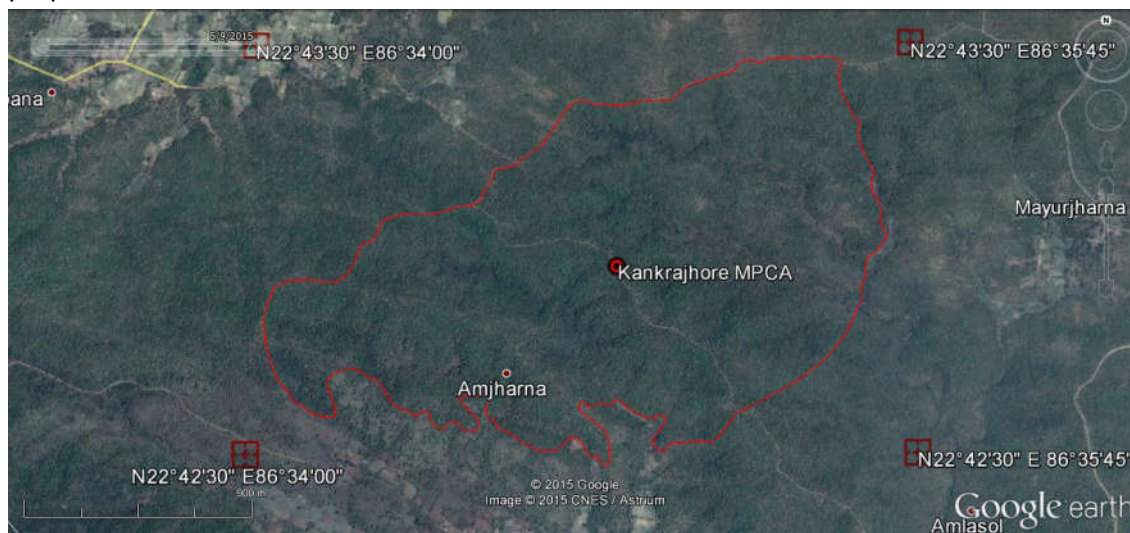 5/9/2015
N22°43'30" E86°34'00"
N22°43'30" E86°35'45"
N
pana
Mayurjharna
Kankrajhore MPCA
Amjharna
N22°42'30" E86°34'00"
N22°42'30" E 86°35'45"
900 m
© 2015 Google
Image © 2015 CNES / Astrium
Google earth
Amlasol